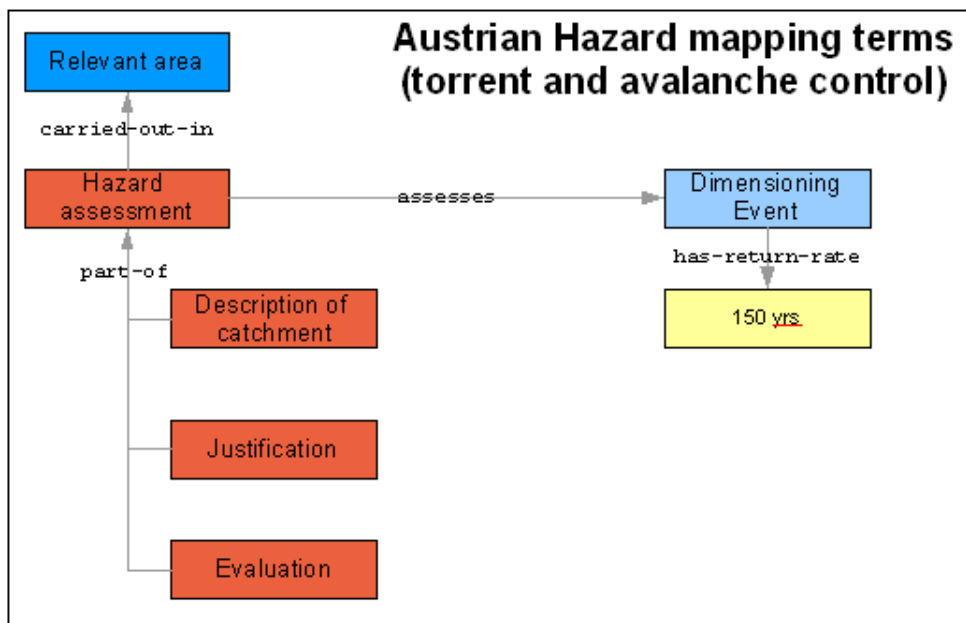 Austrian Hazard mapping terms
(torrent and avalanche control)
Relevant area
carried-out-in
Hazard
assessment
assesses
Dimensioning
Event
part-of
has-return-rate
Description of
catchment
150 yrs
Justification
Evaluation